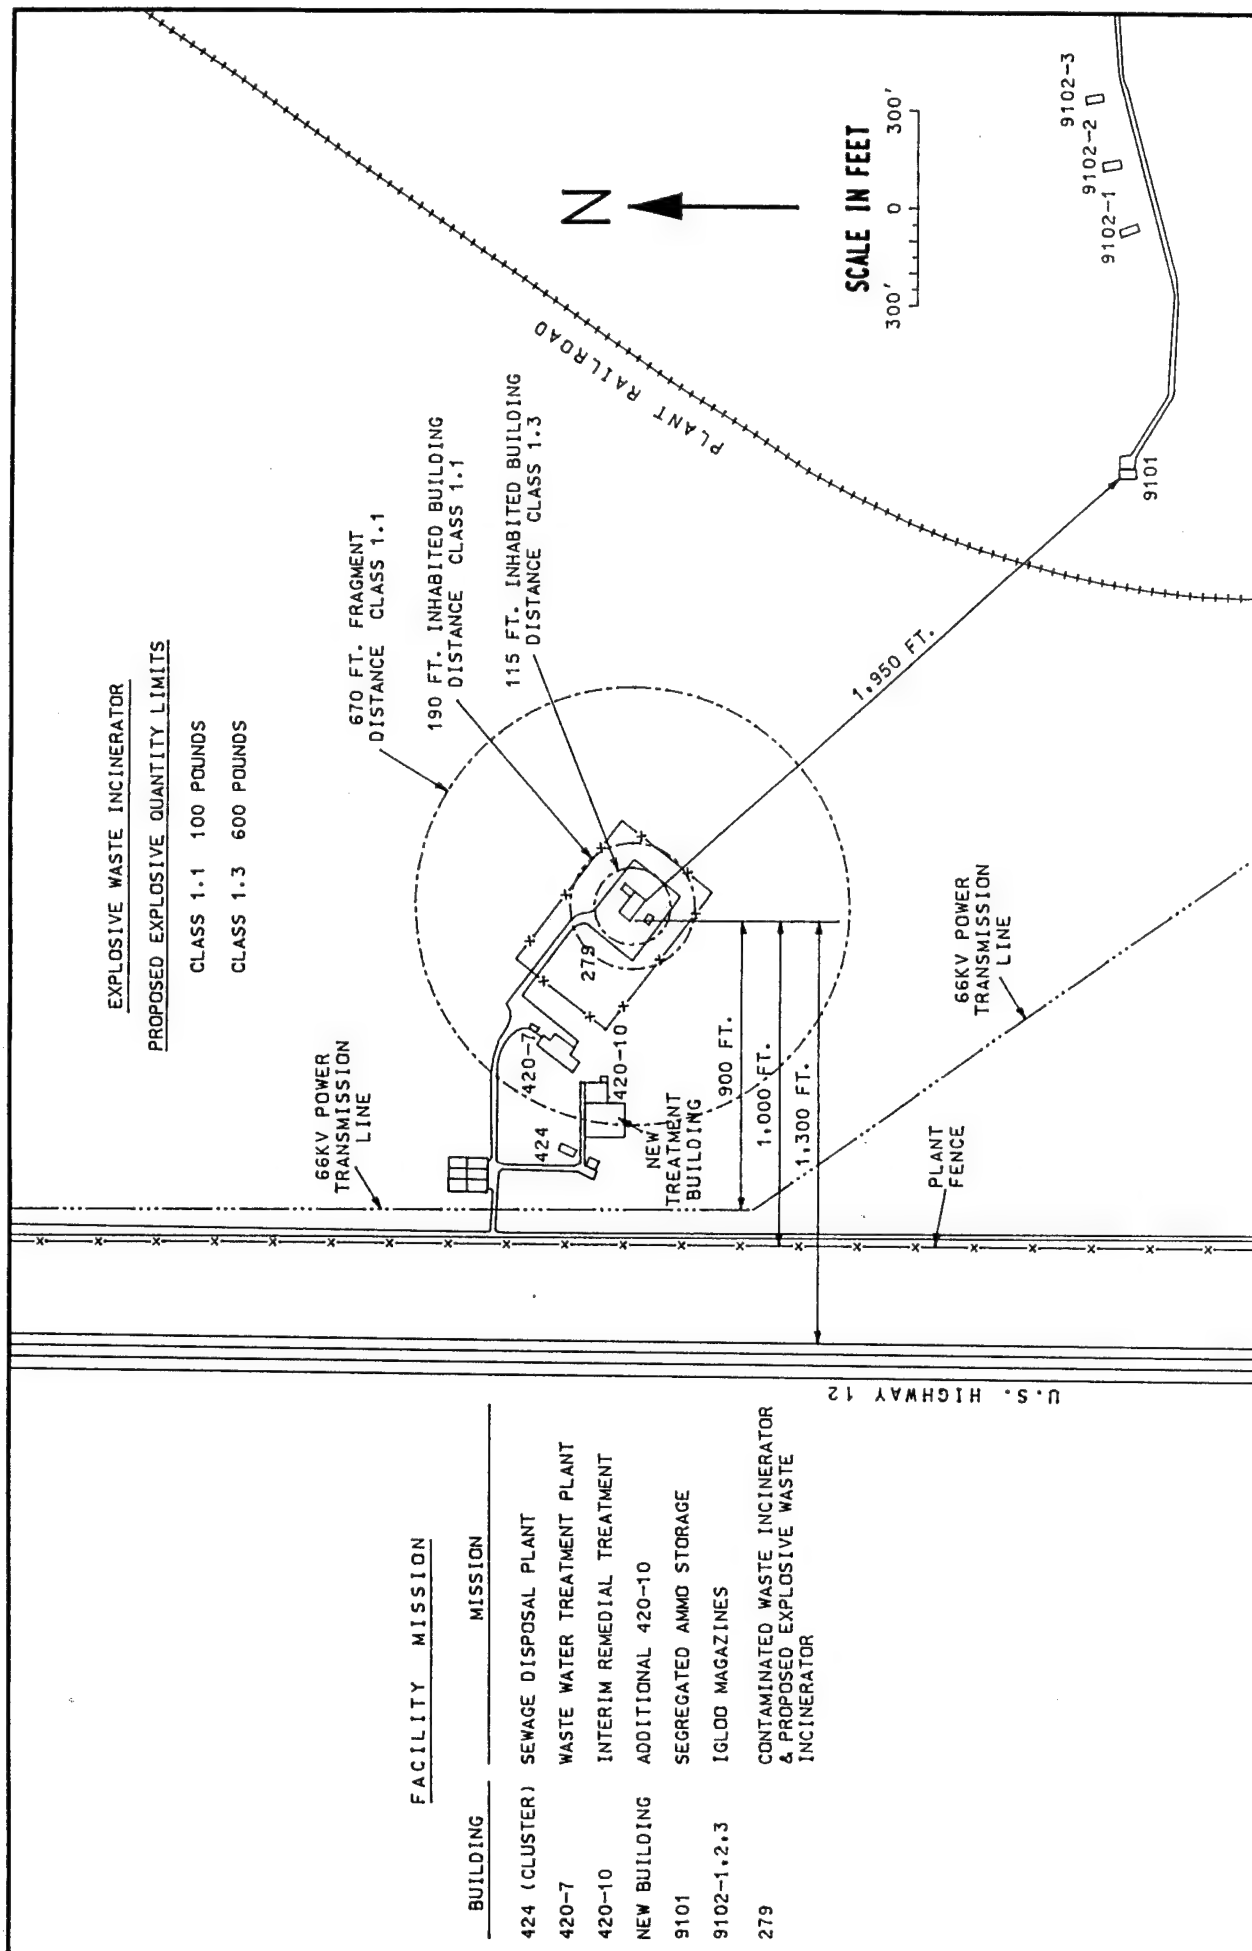 EXPLOSIVE WASTE INCINERATOR
PROPOSED EXPLOSIVE QUANTITY LIMITS
CLASS 1.1 100 POUNDS
CLASS 1.3 600 POUNDS
670 FT. FRAGMENT
DISTANCE CLASS 1.1
190 FT. INHABITED BUILDING
DISTANCE CLASS 1.1
115 FT. INHABITED BUILDING
DISTANCE CLASS 1.3
PLANT RAILROAD
N
SCALE IN FEET
300' 0 300'
9102-1
9102-2
9102-3
9101
1,950 FT.
66KV POWER
TRANSMISSION
LINE
279
420-7
420-10
424
NEW
TREATMENT
BUILDING
900 FT.
1,000 FT.
1,300 FT.
66KV POWER
TRANSMISSION
LINE
PLANT
FENCE
U.S. HIGHWAY 12
FACILITY MISSION
BUILDING MISSION
424 (CLUSTER) SEWAGE DISPOSAL PLANT
420-7 WASTE WATER TREATMENT PLANT
420-10 INTERIM REMEDIAL TREATMENT
NEW BUILDING ADDITIONAL 420-10
9101 SEGREGATED AMMO STORAGE
9102-1,2,3 IGLOO MAGAZINES
279 CONTAMINATED WASTE INCINERATOR
& PROPOSED EXPLOSIVE WASTE
INCINERATOR